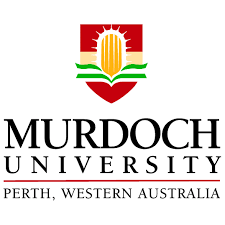 MURDOCH
UNIVERSITY
PERTH, WESTERN AUSTRALIA